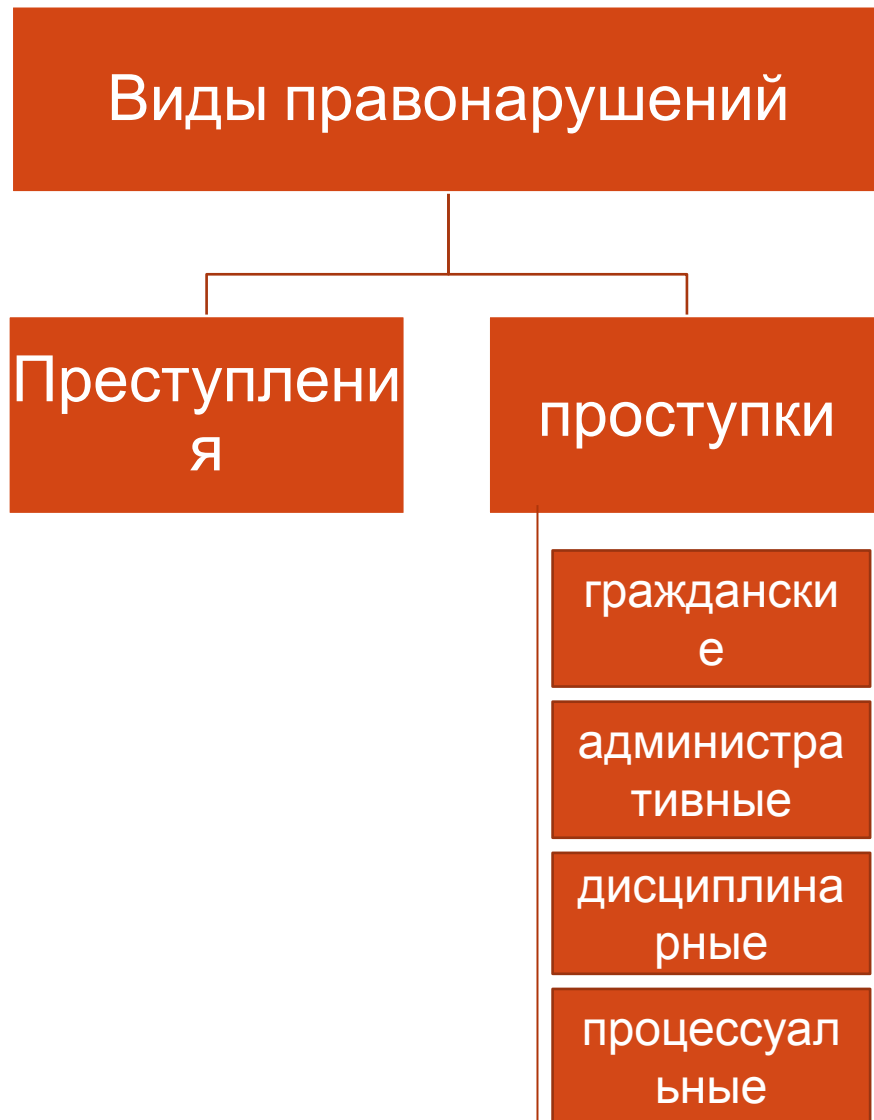 Виды правонарушений
Преступлени
я
проступки
граждански
е
администра
тивные
дисциплина
рные
процессуал
ьные